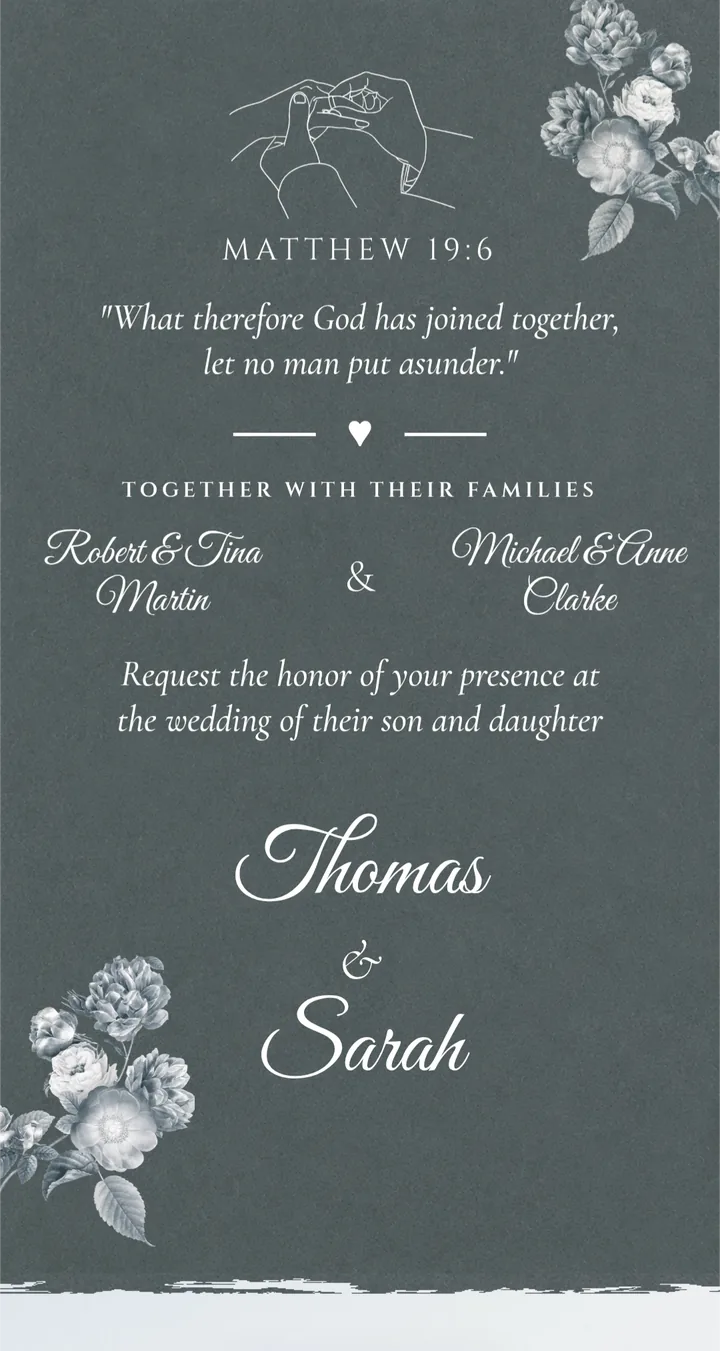 MATTHEW 19:6
"What therefore God has joined together,
let no man put asunder."
TOGETHER WITH THEIR FAMILIES
Robert & Tina
Martin
&
Michael & Anne
Clarke
Request the honor of your presence at
the wedding of their son and daughter
Thomas
&
Sarah